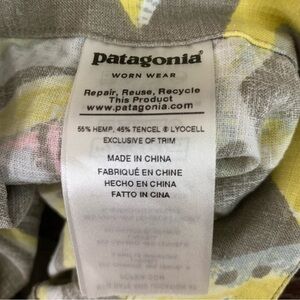 patagonia®
WORN WEAR
Repair, Reuse, Recycle
This Product
www.patagonia.com
55% HEMP, 45% TENCEL ® LYOCELL
EXCLUSIVE OF TRIM
MADE IN CHINA
FABRIQUÉ EN CHINE
HECHO EN CHINA
FATTO IN CINA